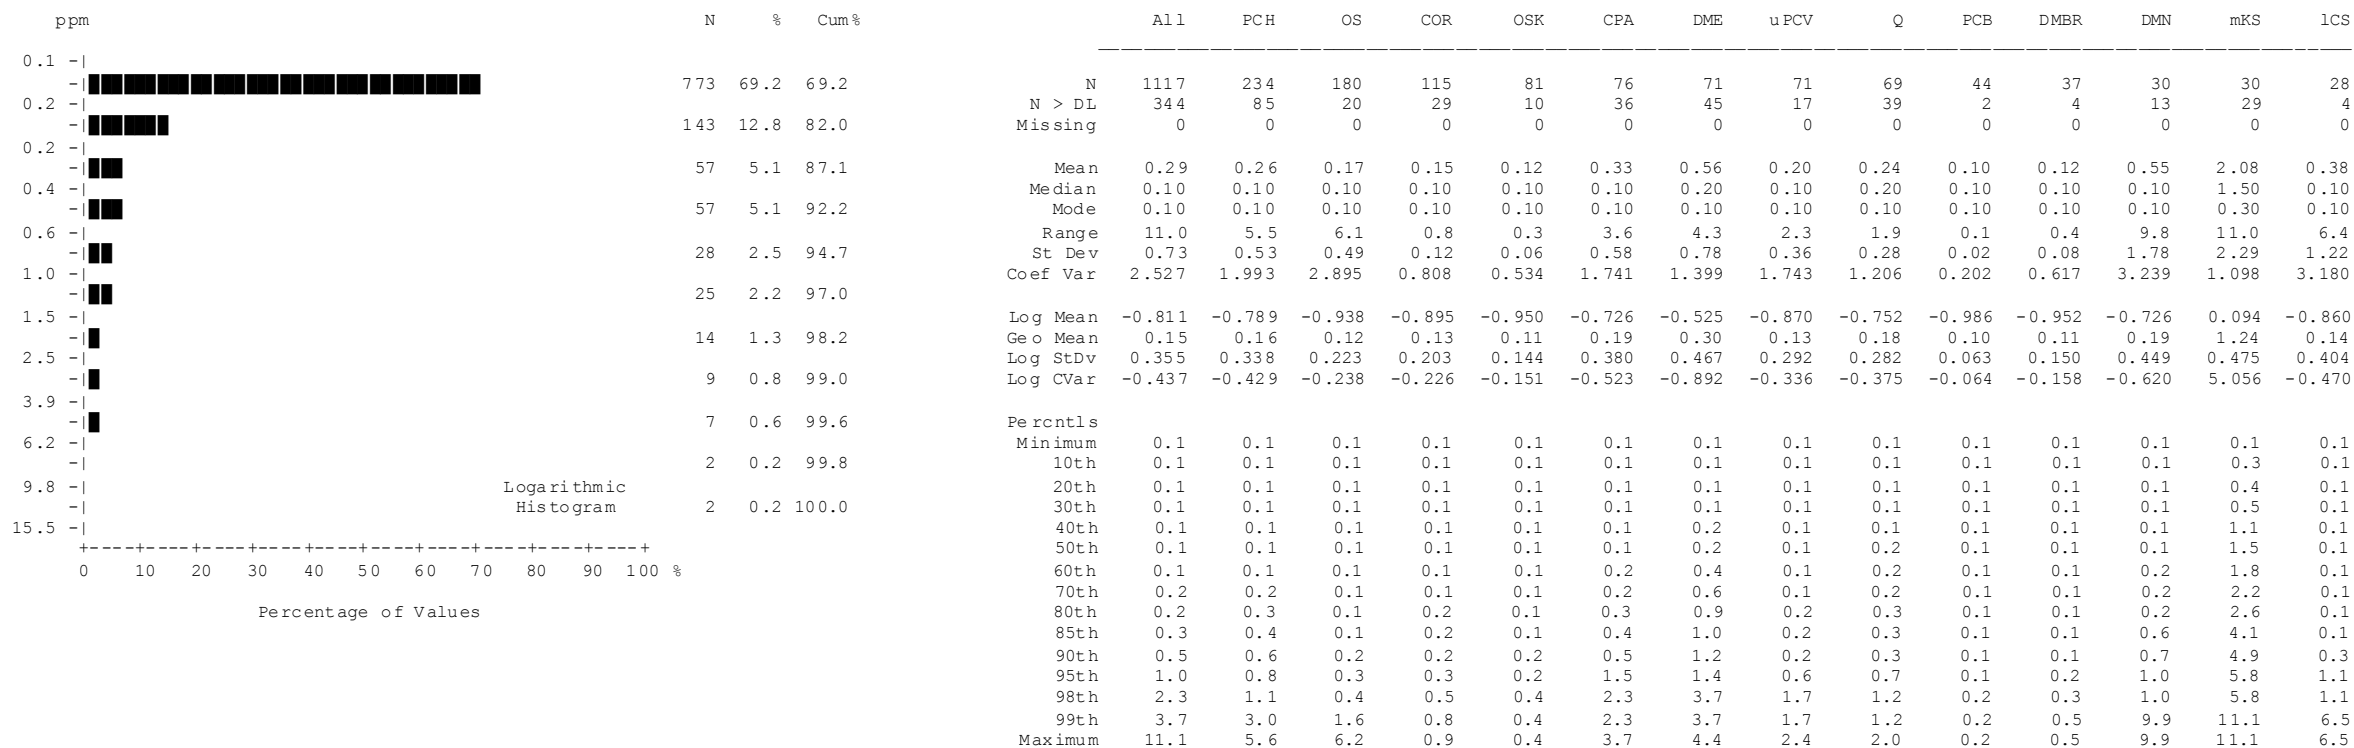 ppm N % Cum% All PCH OS COR OSK CPA DME uPCV Q PCB DMBR DMN mKS lCS
0.1 -|
-| 773 69.2 69.2 N 1117 234 180 115 81 76 71 71 69 44 37 30 30 28
0.2 -| N > DL 344 85 20 29 10 36 45 17 39 2 4 13 29 4
-| 143 12.8 82.0 Missing 0 0 0 0 0 0 0 0 0 0 0 0 0 0
0.2 -|
-| 57 5.1 87.1 Mean 0.29 0.26 0.17 0.15 0.12 0.33 0.56 0.20 0.24 0.10 0.12 0.55 2.08 0.38
0.4 -| Median 0.10 0.10 0.10 0.10 0.10 0.10 0.20 0.10 0.20 0.10 0.10 0.10 1.50 0.10
-| 57 5.1 92.2 Mode 0.10 0.10 0.10 0.10 0.10 0.10 0.10 0.10 0.10 0.10 0.10 0.10 0.30 0.10
0.6 -| Range 11.0 5.5 6.1 0.8 0.3 3.6 4.3 2.3 1.9 0.1 0.4 9.8 11.0 6.4
-| 28 2.5 94.7 St Dev 0.73 0.53 0.49 0.12 0.06 0.58 0.78 0.36 0.28 0.02 0.08 1.78 2.29 1.22
1.0 -| Coef Var 2.527 1.993 2.895 0.808 0.534 1.741 1.399 1.743 1.206 0.202 0.617 3.239 1.098 3.180
-| 25 2.2 97.0
1.5 -| Log Mean -0.811 -0.789 -0.938 -0.895 -0.950 -0.726 -0.525 -0.870 -0.752 -0.986 -0.952 -0.726 0.094 -0.860
-| 14 1.3 98.2 Geo Mean 0.15 0.16 0.12 0.13 0.11 0.19 0.30 0.13 0.18 0.10 0.11 0.19 1.24 0.14
2.5 -| Log StDv 0.355 0.338 0.223 0.203 0.144 0.380 0.467 0.292 0.282 0.063 0.150 0.449 0.475 0.404
-| 9 0.8 99.0 Log CVar -0.437 -0.429 -0.238 -0.226 -0.151 -0.523 -0.892 -0.336 -0.375 -0.064 -0.158 -0.620 5.056 -0.470
3.9 -|
-| 7 0.6 99.6 Percntls
6.2 -| Minimum 0.1 0.1 0.1 0.1 0.1 0.1 0.1 0.1 0.1 0.1 0.1 0.1 0.1 0.1
-| 2 0.2 99.8 10th 0.1 0.1 0.1 0.1 0.1 0.1 0.1 0.1 0.1 0.1 0.1 0.1 0.3 0.1
9.8 -| Logarithmic 20th 0.1 0.1 0.1 0.1 0.1 0.1 0.1 0.1 0.1 0.1 0.1 0.1 0.4 0.1
-| Histogram 2 0.2 100.0 30th 0.1 0.1 0.1 0.1 0.1 0.1 0.1 0.1 0.1 0.1 0.1 0.1 0.5 0.1
15.5 -| 40th 0.1 0.1 0.1 0.1 0.1 0.1 0.2 0.1 0.1 0.1 0.1 0.1 1.1 0.1
+----+----+----+----+----+----+----+----+----+----+ 50th 0.1 0.1 0.1 0.1 0.1 0.1 0.2 0.1 0.2 0.1 0.1 0.1 1.5 0.1
0 10 20 30 40 50 60 70 80 90 100 % 60th 0.1 0.1 0.1 0.1 0.1 0.2 0.4 0.1 0.2 0.1 0.1 0.2 1.8 0.1
70th 0.2 0.2 0.1 0.1 0.1 0.2 0.6 0.1 0.2 0.1 0.1 0.2 2.2 0.1
Percentage of Values 80th 0.2 0.3 0.1 0.2 0.1 0.3 0.9 0.2 0.3 0.1 0.1 0.2 2.6 0.1
85th 0.3 0.4 0.1 0.2 0.1 0.4 1.0 0.2 0.3 0.1 0.1 0.6 4.1 0.1
90th 0.5 0.6 0.2 0.2 0.2 0.5 1.2 0.2 0.3 0.1 0.1 0.7 4.9 0.3
95th 1.0 0.8 0.3 0.3 0.2 1.5 1.4 0.6 0.7 0.1 0.2 1.0 5.8 1.1
98th 2.3 1.1 0.4 0.5 0.4 2.3 3.7 1.7 1.2 0.2 0.3 1.0 5.8 1.1
99th 3.7 3.0 1.6 0.8 0.4 2.3 3.7 1.7 1.2 0.2 0.5 9.9 11.1 6.5
Maximum 11.1 5.6 6.2 0.9 0.4 3.7 4.4 2.4 2.0 0.2 0.5 9.9 11.1 6.5